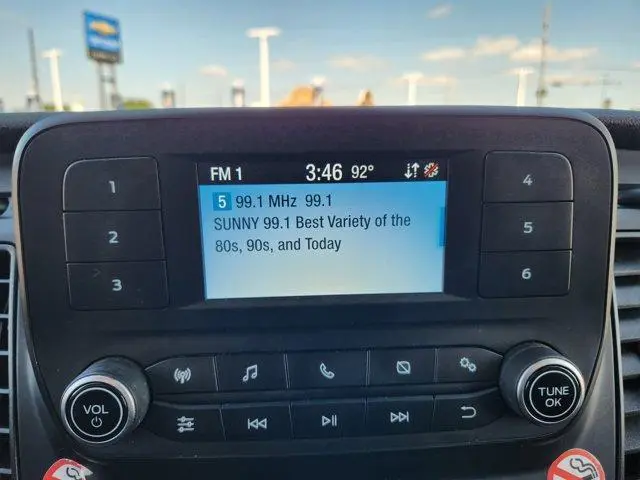 FM 1 3:46 92°
5 99.1 MHz 99.1
SUNNY 99.1 Best Variety of the
80s, 90s, and Today
1
2
3
4
5
6
VOL
TUNE
OK